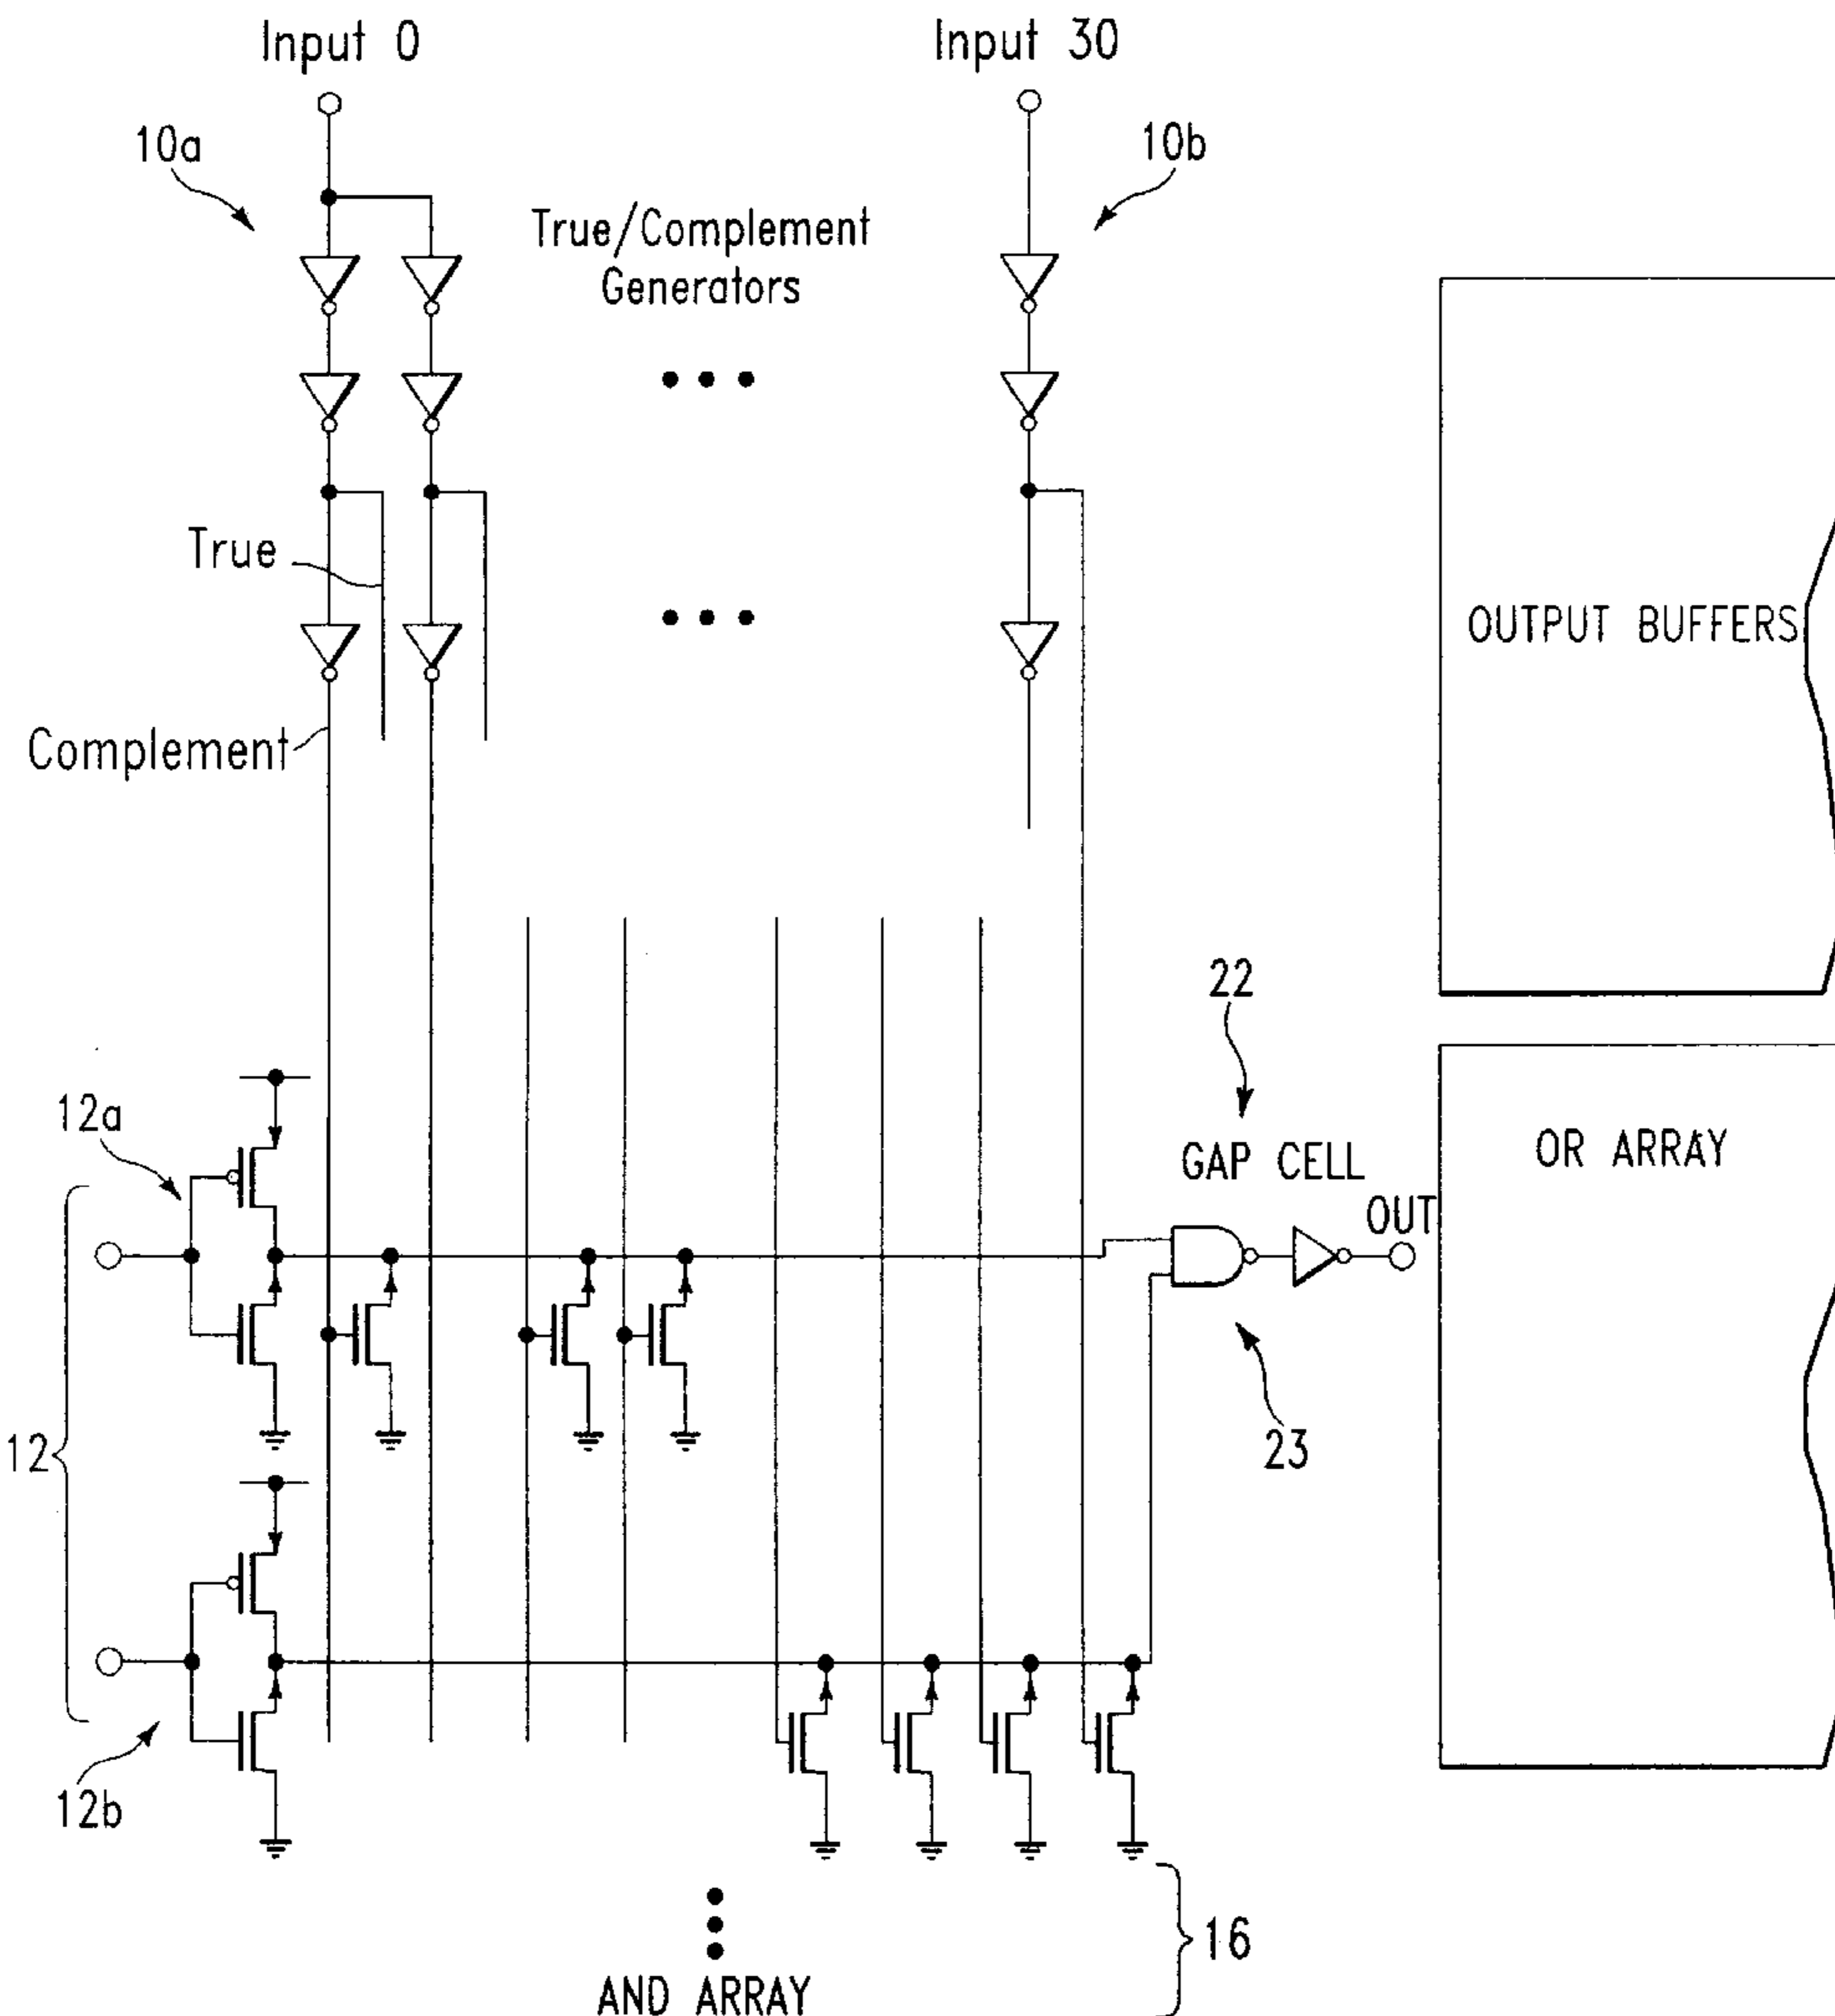 Input 0
Input 30
10a
10b
True/Complement
Generators
True
OUTPUT BUFFERS
Complement
22
12a
GAP CELL
OR ARRAY
OUT
12
23
12b
16
AND ARRAY